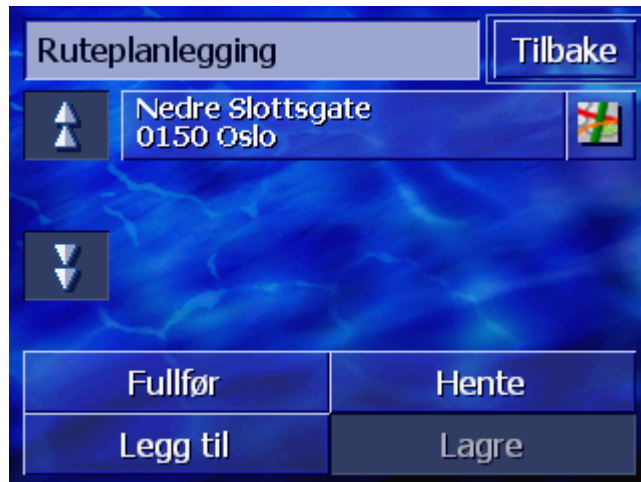 Ruteplanlegging
Tilbake
Nedre Slottsgate
0150 Oslo
Fullfør
Hente
Legg til
Lagre